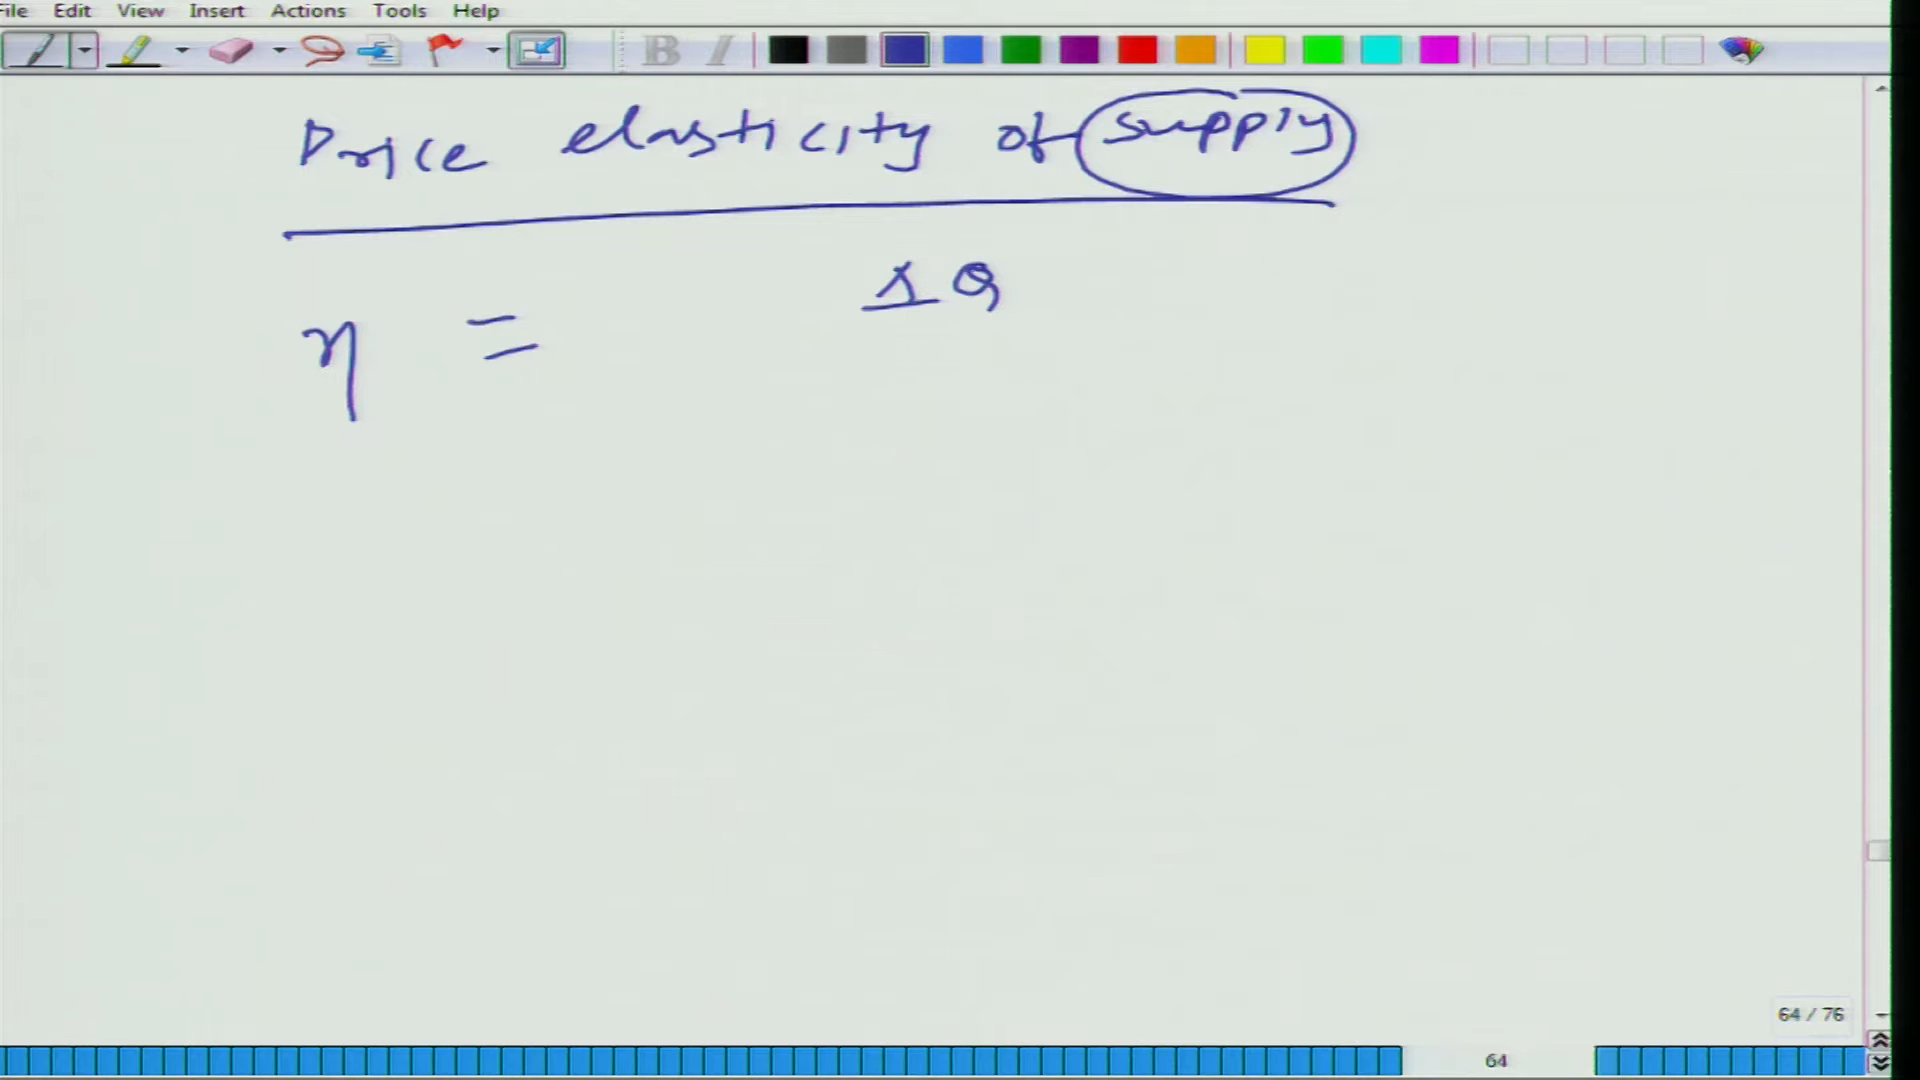 File Edit View Insert Actions Tools Help
B I
Price elasticity of supply
η = ΔQ
64 / 76
64